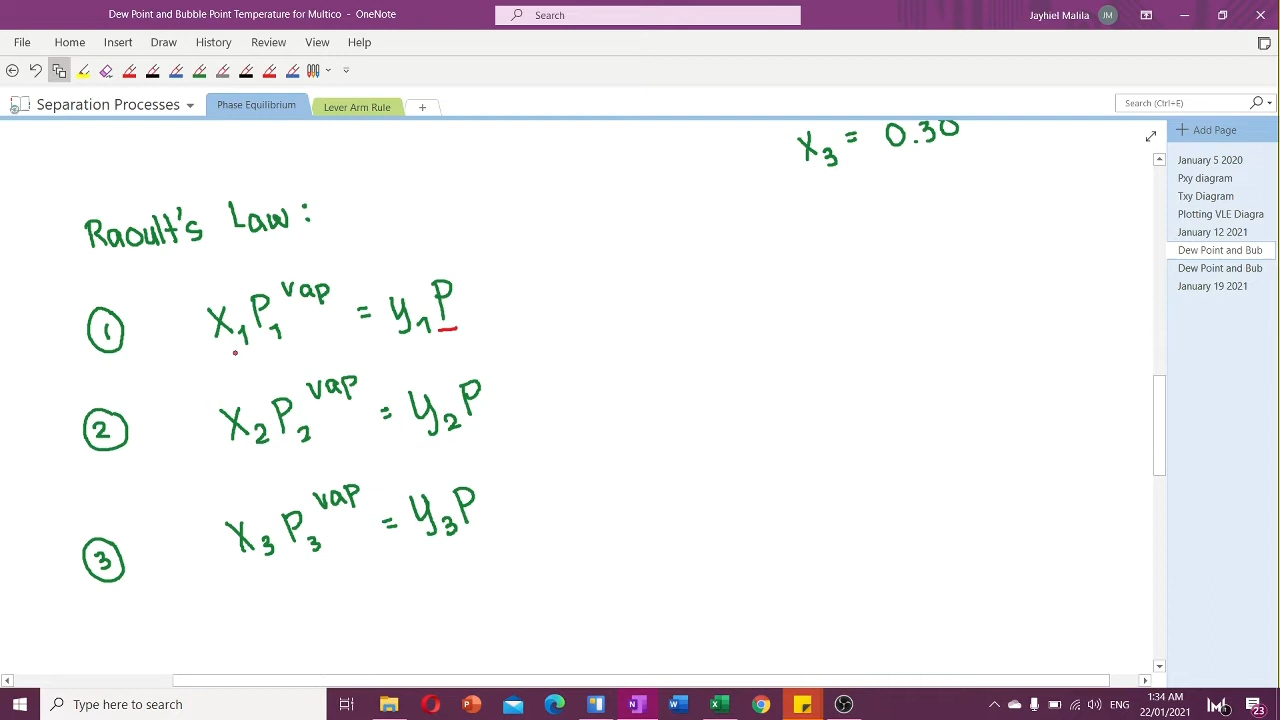 Dew Point and Bubble Point Temperature for Multico... - OneNote
Search
Jayhiel Malila
JM
File Home Insert Draw History Review View Help
Separation Processes
Phase Equilibrium
Lever Arm Rule
Search (Ctrl+E)
Add Page
January 5 2020
Pxy diagram
Txy Diagram
Plotting VLE Diagra
January 12 2021
Dew Point and Bub
Dew Point and Bub
January 19 2021
x₃ = 0.30
Raoult's Law:
① x₁P₁ᵛᵃᵖ = y₁P
② x₂P₂ᵛᵃᵖ = y₂P
③ x₃P₃ᵛᵃᵖ = y₃P
Type here to search
ENG
1:34 AM
22/01/2021
23